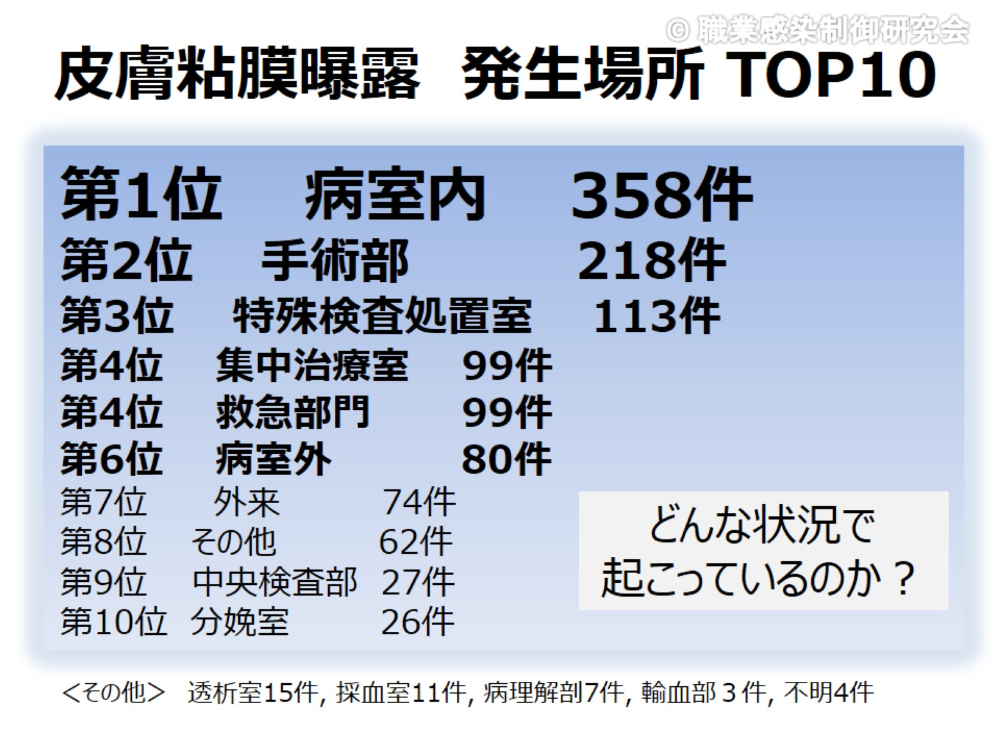 © 職業感染制御研究会
皮膚粘膜曝露 発生場所 TOP10
第1位 病室内 358件
第2位 手術部 218件
第3位 特殊検査処置室 113件
第4位 集中治療室 99件
第4位 救急部門 99件
第6位 病室外 80件
第7位 外来 74件
第8位 その他 62件
第9位 中央検査部 27件
第10位 分娩室 26件
どんな状況で
起こっているのか？
＜その他＞ 透析室15件, 採血室11件, 病理解剖7件, 輸血部３件, 不明4件